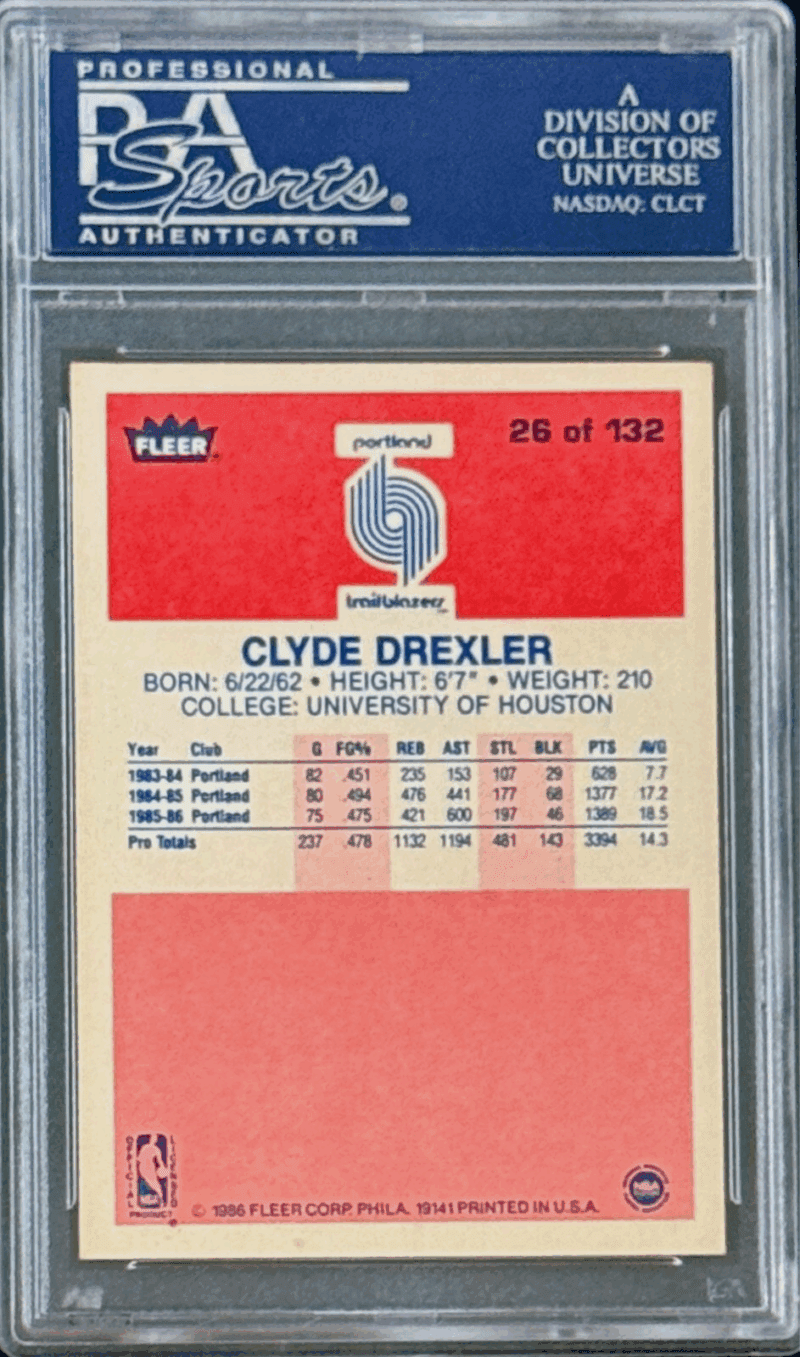 PROFESSIONAL
PSA
Sports®
AUTHENTICATOR
A
DIVISION OF
COLLECTORS
UNIVERSE
NASDAQ: CLCT
FLEER
portland
26 of 132
trailblazers
CLYDE DREXLER
BORN: 6/22/62 • HEIGHT: 6'7" • WEIGHT: 210
COLLEGE: UNIVERSITY OF HOUSTON
Year Club G FG% REB AST STL BLK PTS AVG
1983-84 Portland 82 .451 235 153 107 29 628 7.7
1984-85 Portland 80 .494 476 441 177 68 1377 17.2
1985-86 Portland 75 .475 421 600 197 46 1389 18.5
Pro Totals 237 .478 1132 1194 481 143 3394 14.3
OFFICIAL LICENSED
PRODUCT
© 1986 FLEER CORP. PHILA. 19141 PRINTED IN U.S.A.